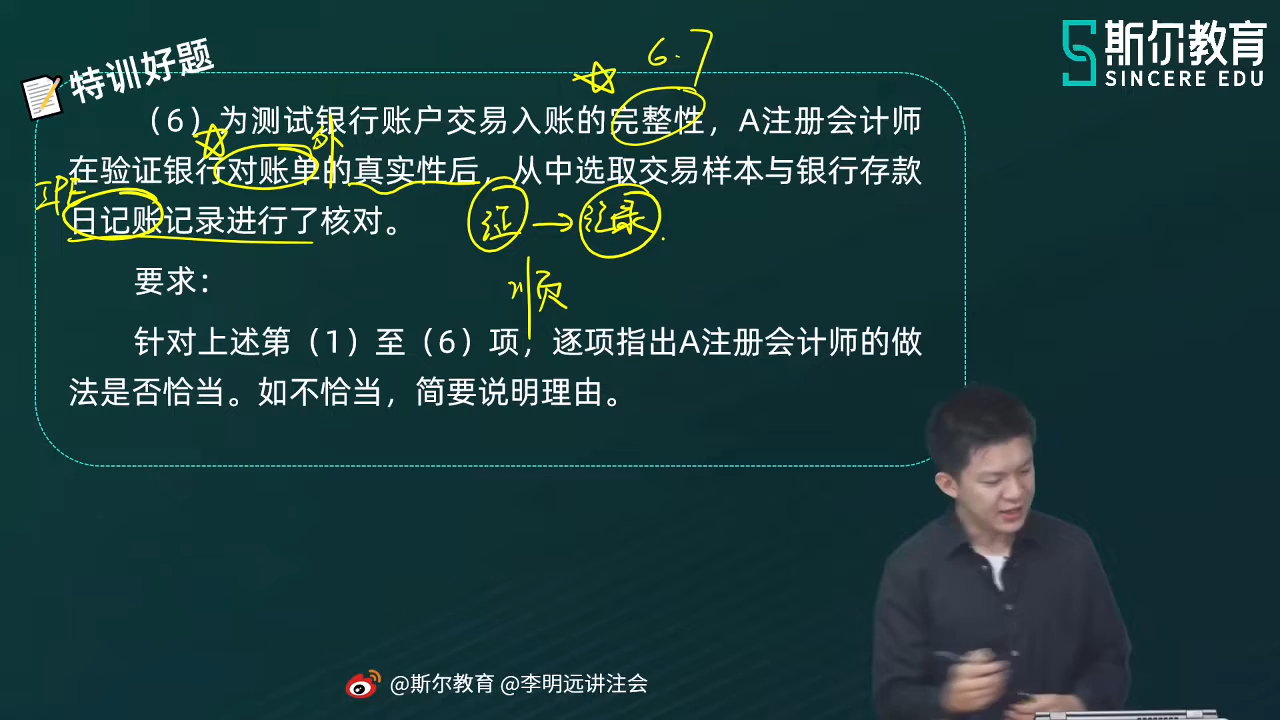 特训好题
6.7
斯尔教育
SINCERE EDU
（6）为测试银行账户交易入账的完整性，A注册会计师
在验证银行对账单的真实性后，从中选取交易样本与银行存款
日记账记录进行了核对。
外
IPE
证→记录
顺
要求：
针对上述第（1）至（6）项，逐项指出A注册会计师的做
法是否恰当。如不恰当，简要说明理由。
@斯尔教育 @李明远讲注会